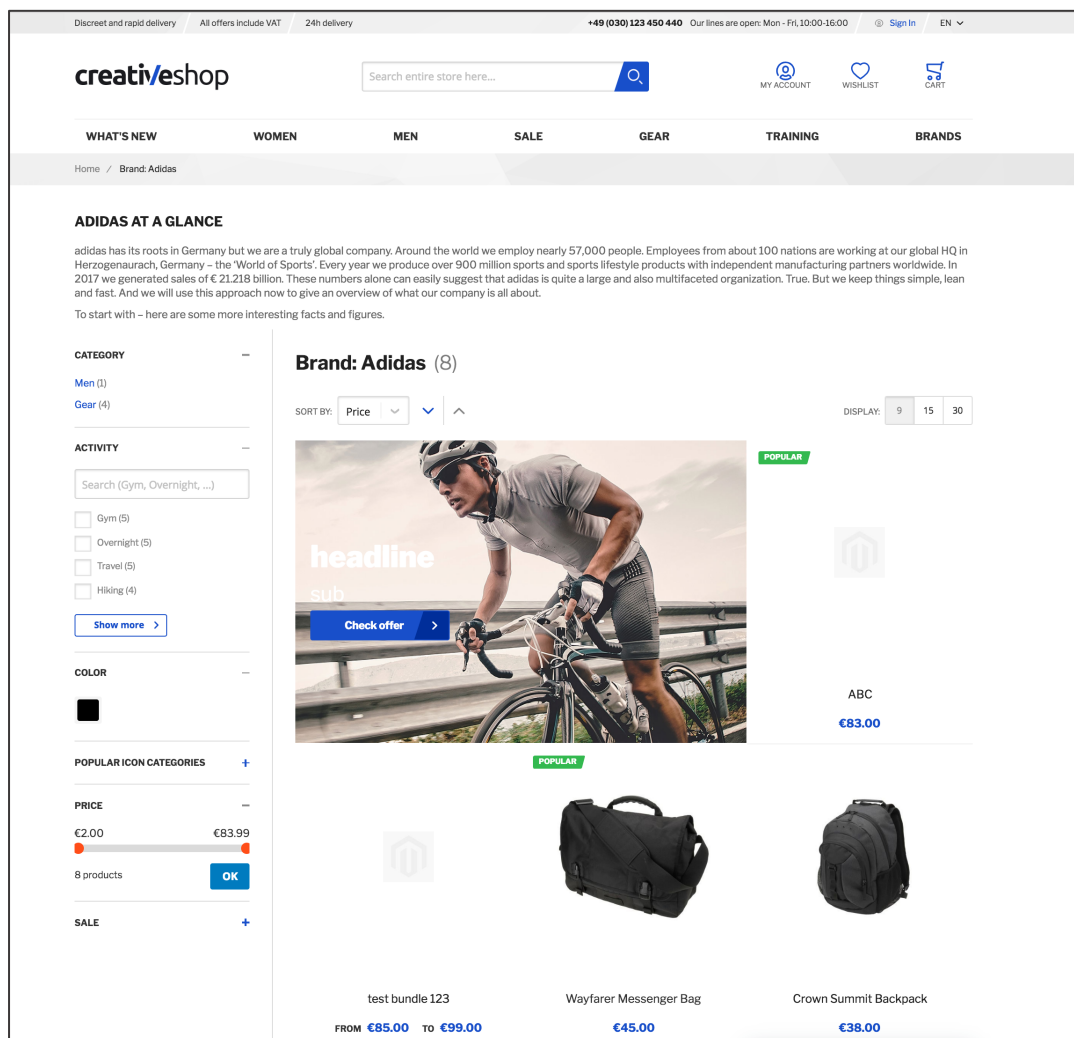 Discreet and rapid delivery All offers include VAT 24h delivery +49 (030) 123 450 440 Our lines are open: Mon - Fri, 10:00-16:00 Sign In EN
creativeshop
Search entire store here...
MY ACCOUNT WISHLIST CART
WHAT'S NEW WOMEN MEN SALE GEAR TRAINING BRANDS
Home / Brand: Adidas
ADIDAS AT A GLANCE
adidas has its roots in Germany but we are a truly global company. Around the world we employ nearly 57,000 people. Employees from about 100 nations are working at our global HQ in
Herzogenaurach, Germany – the ‘World of Sports’. Every year we produce over 900 million sports and sports lifestyle products with independent manufacturing partners worldwide. In
2017 we generated sales of € 21.218 billion. These numbers alone can easily suggest that adidas is quite a large and also multifaceted organization. True. But we keep things simple, lean
and fast. And we will use this approach now to give an overview of what our company is all about.
To start with – here are some more interesting facts and figures.
CATEGORY
Men (1)
Gear (4)
ACTIVITY
Search (Gym, Overnight, ...)
Gym (5)
Overnight (5)
Travel (5)
Hiking (4)
Show more
COLOR
POPULAR ICON CATEGORIES
PRICE
€2.00 €83.99
8 products OK
SALE
Brand: Adidas (8)
SORT BY: Price DISPLAY: 9 15 30
headline
sub
Check offer
POPULAR
ABC
€83.00
test bundle 123
FROM €85.00 TO €99.00
POPULAR
Wayfarer Messenger Bag
€45.00
Crown Summit Backpack
€38.00